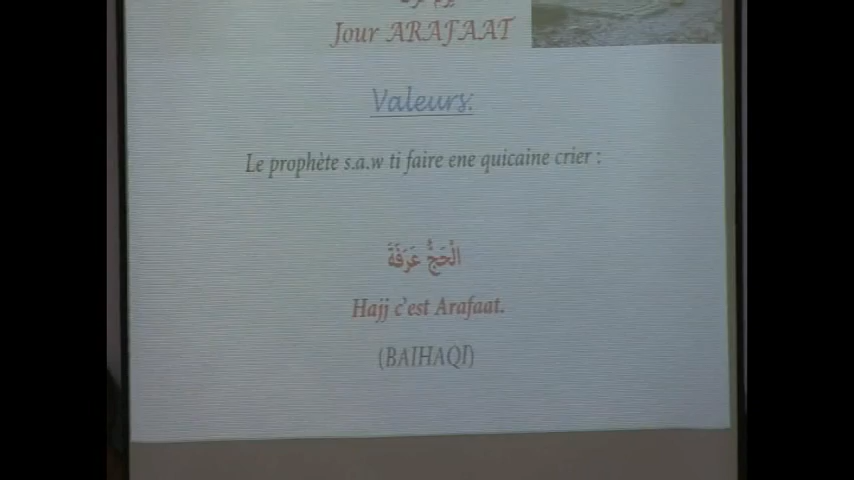 Jour ARAFAAT
Valeurs:
Le prophète s.a.w ti faire ene quicaine crier :
الْحَجُّ عَرَفَةَ
Hajj c'est Arafaat.
(BAIHAQI)